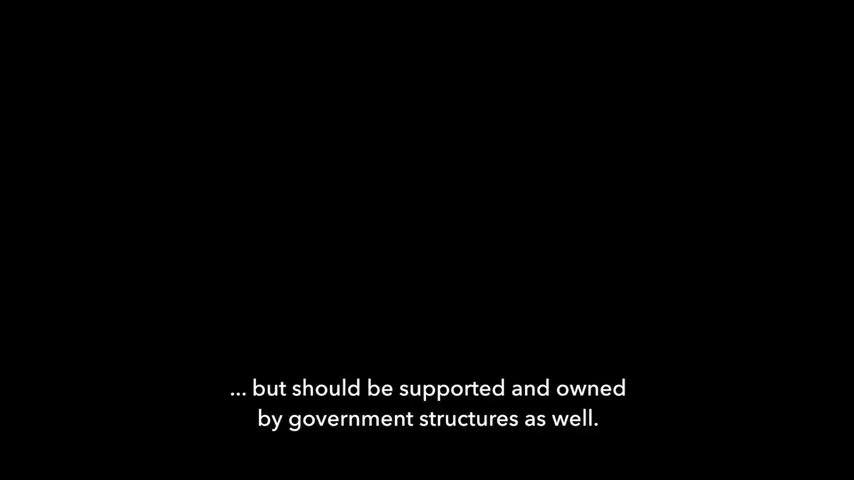 ... but should be supported and owned
by government structures as well.